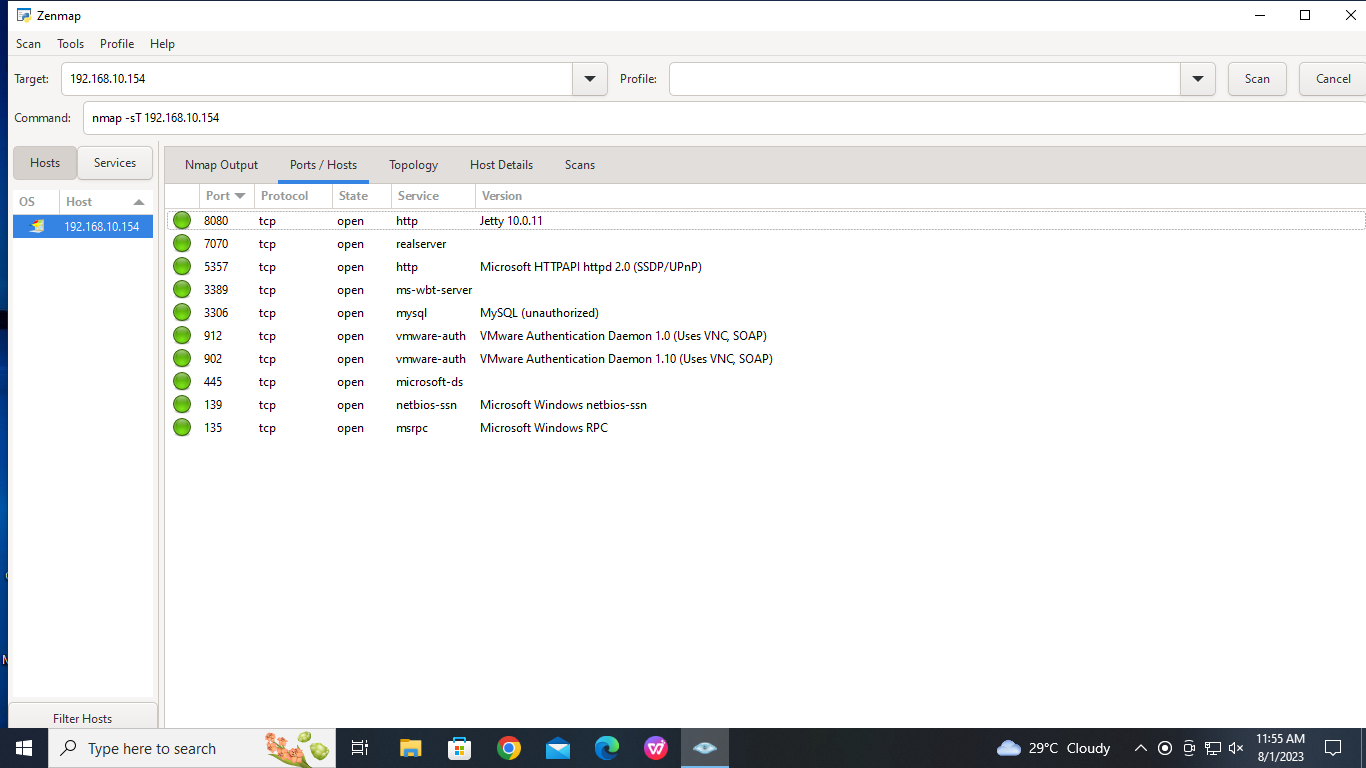 Zenmap
Scan Tools Profile Help
Target: 192.168.10.154 Profile: Scan Cancel
Command: nmap -sT 192.168.10.154
Hosts Services
Nmap Output Ports / Hosts Topology Host Details Scans
OS Host
192.168.10.154
Port Protocol State Service Version
8080 tcp open http Jetty 10.0.11
7070 tcp open realserver
5357 tcp open http Microsoft HTTPAPI httpd 2.0 (SSDP/UPnP)
3389 tcp open ms-wbt-server
3306 tcp open mysql MySQL (unauthorized)
912 tcp open vmware-auth VMware Authentication Daemon 1.0 (Uses VNC, SOAP)
902 tcp open vmware-auth VMware Authentication Daemon 1.10 (Uses VNC, SOAP)
445 tcp open microsoft-ds
139 tcp open netbios-ssn Microsoft Windows netbios-ssn
135 tcp open msrpc Microsoft Windows RPC
Filter Hosts
Type here to search
29°C Cloudy
11:55 AM
8/1/2023